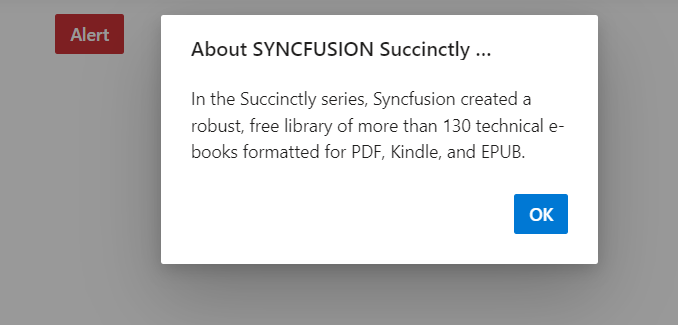 Alert
About SYNCFUSION Succinctly ...
In the Succinctly series, Syncfusion created a
robust, free library of more than 130 technical e-
books formatted for PDF, Kindle, and EPUB.
OK